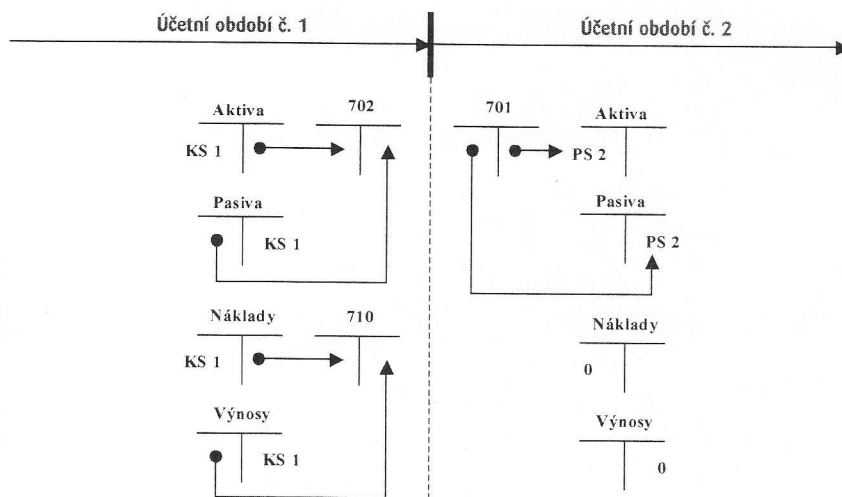 Účetní období č. 1
Účetní období č. 2
Aktiva
702
701
Aktiva
KS 1
PS 2
Pasiva
Pasiva
KS 1
PS 2
Náklady
710
Náklady
KS 1
0
Výnosy
Výnosy
KS 1
0